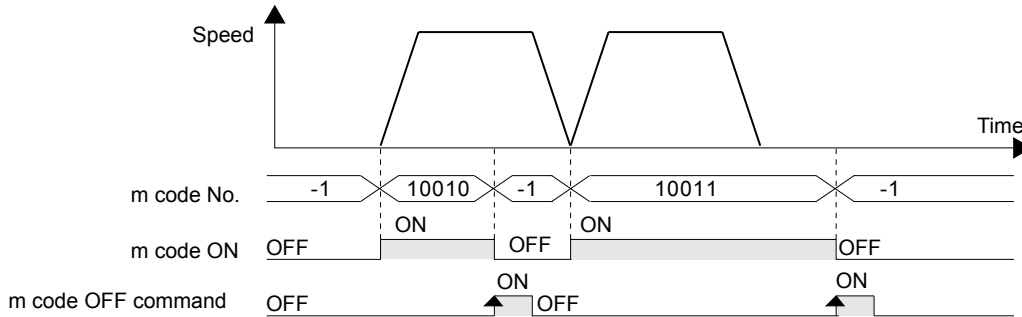 Speed
Time
m code No. -1 10010 -1 10011 -1
ON ON
m code ON OFF OFF OFF
ON ON
m code OFF command OFF OFF